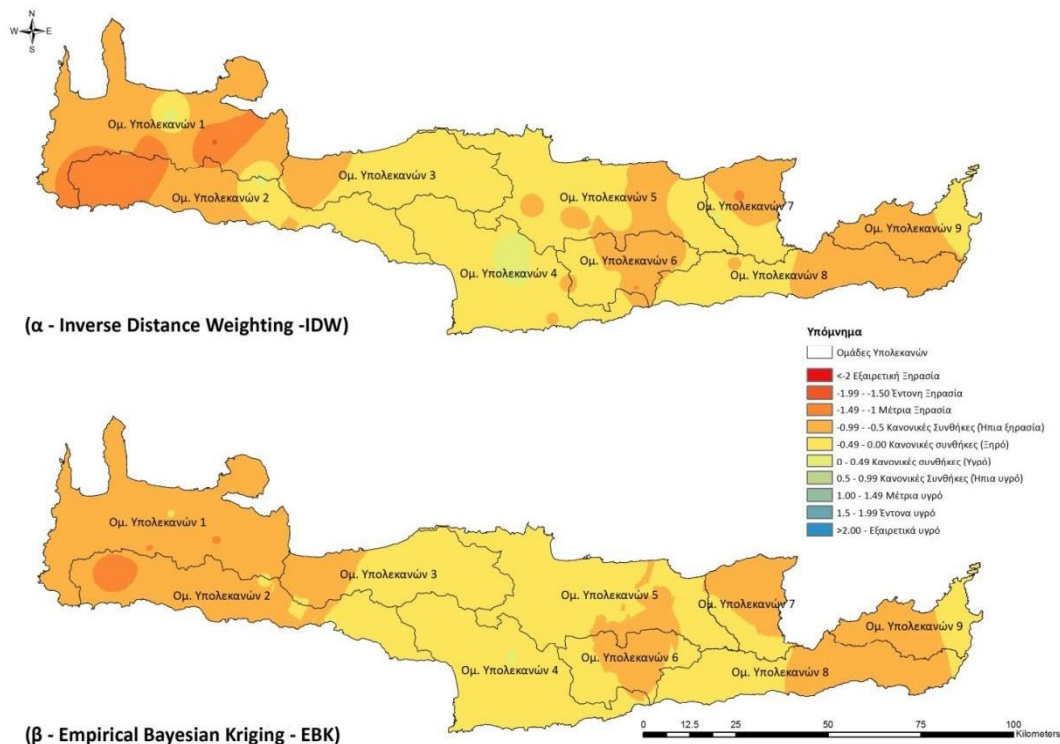 N
W E
S
Ομ. Υπολεκανών 1
Ομ. Υπολεκανών 2
Ομ. Υπολεκανών 3
Ομ. Υπολεκανών 4
Ομ. Υπολεκανών 5
Ομ. Υπολεκανών 6
Ομ. Υπολεκανών 7
Ομ. Υπολεκανών 8
Ομ. Υπολεκανών 9
(α - Inverse Distance Weighting -IDW)
Υπόμνημα
Ομάδες Υπολεκανών
<-2 Εξαιρετική Ξηρασία
-1.99 - -1.50 Έντονη Ξηρασία
-1.49 - -1 Μέτρια Ξηρασία
-0.99 - -0.5 Κανονικές Συνθήκες (Ήπια ξηρασία)
-0.49 - 0.00 Κανονικές συνθήκες (Ξηρό)
0 - 0.49 Κανονικές συνθήκες (Υγρό)
0.5 - 0.99 Κανονικές Συνθήκες (Ήπια υγρό)
1.00 - 1.49 Μέτρια υγρό
1.5 - 1.99 Έντονα υγρό
>2.00 - Εξαιρετικά υγρό
Ομ. Υπολεκανών 1
Ομ. Υπολεκανών 2
Ομ. Υπολεκανών 3
Ομ. Υπολεκανών 4
Ομ. Υπολεκανών 5
Ομ. Υπολεκανών 6
Ομ. Υπολεκανών 7
Ομ. Υπολεκανών 8
Ομ. Υπολεκανών 9
(β - Empirical Bayesian Kriging - EBK)
0 12.5 25 50 75 100
Kilometers